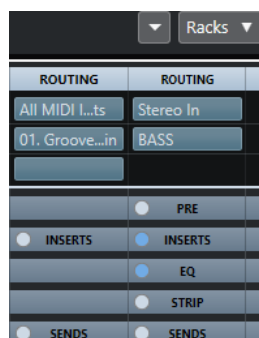 Racks
ROUTING ROUTING
All MIDI I...ts Stereo In
01. Groove...in BASS
PRE
INSERTS INSERTS
EQ
STRIP
SENDS SENDS